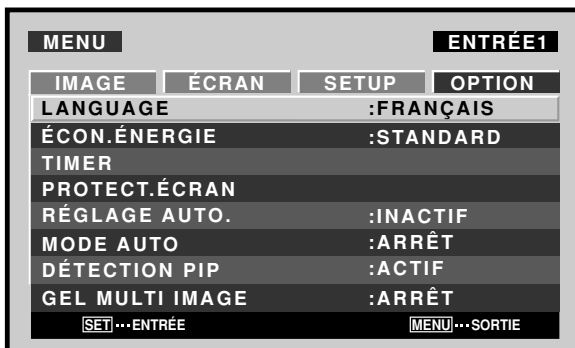 MENU ENTRÉE1
IMAGE ÉCRAN SETUP OPTION
LANGUAGE :FRANÇAIS
ÉCON.ÉNERGIE :STANDARD
TIMER
PROTECT.ÉCRAN
RÉGLAGE AUTO. :INACTIF
MODE AUTO :ARRÊT
DÉTECTION PIP :ACTIF
GEL MULTI IMAGE :ARRÊT
SET···ENTRÉE MENU···SORTIE